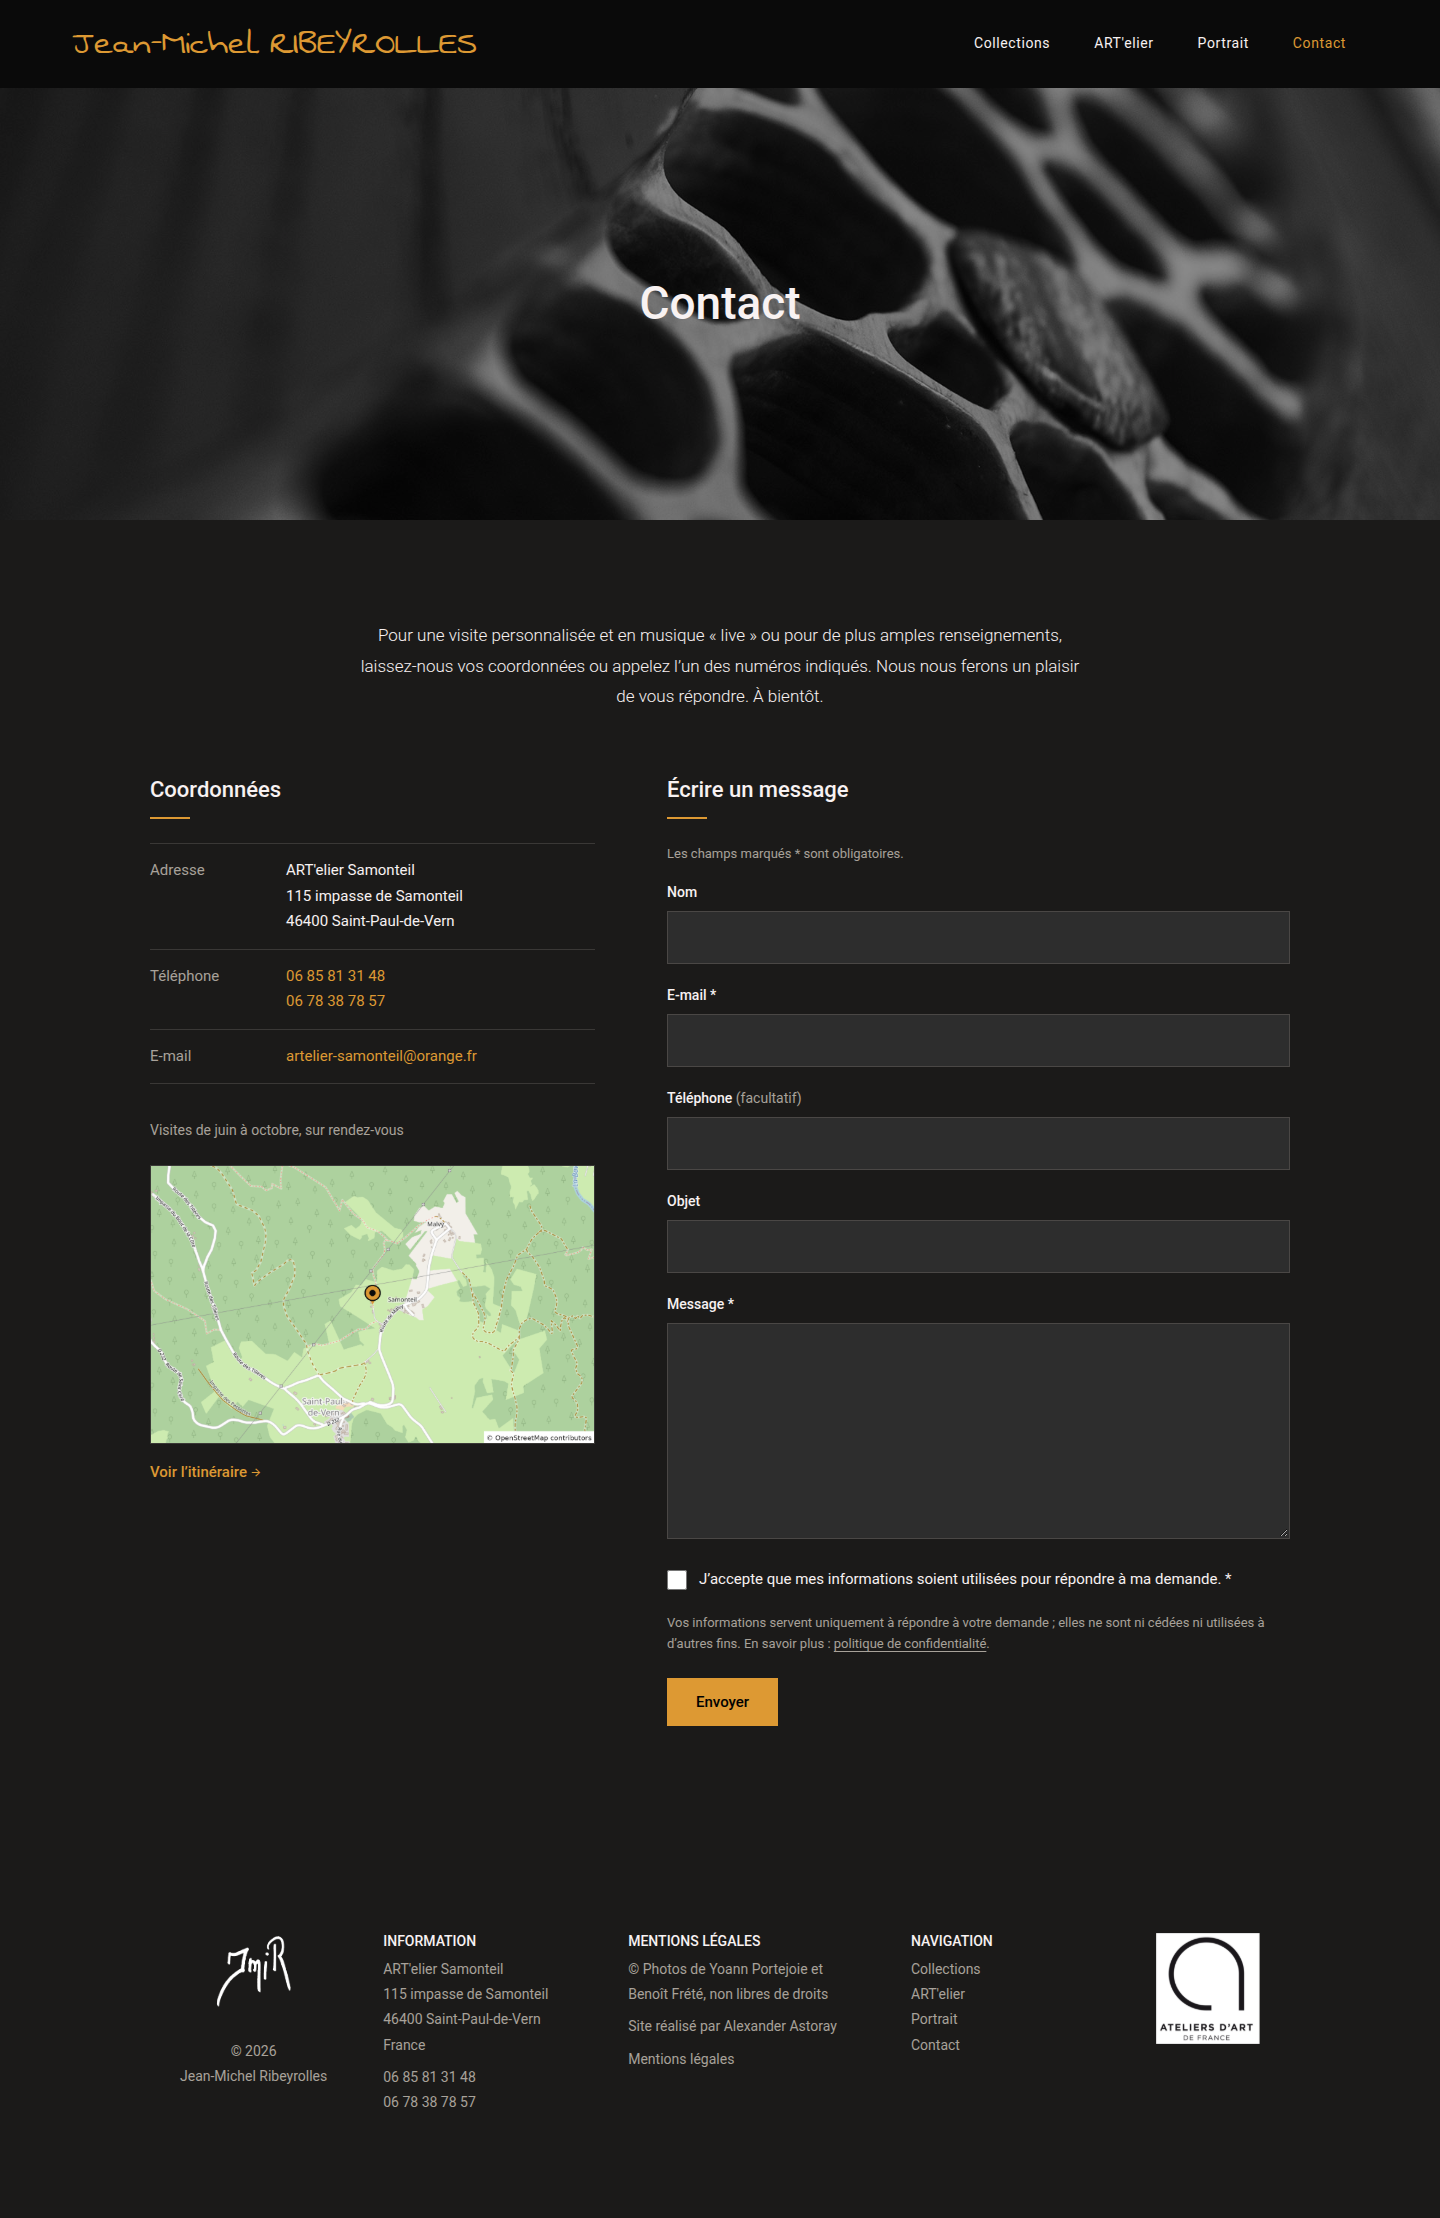 Jean-Michel RIBEYROLLES
Collections
ART'elier
Portrait
Contact
Contact
Pour une visite personnalisée et en musique « live » ou pour de plus amples renseignements,
laissez-nous vos coordonnées ou appelez l’un des numéros indiqués. Nous nous ferons un plaisir
de vous répondre. À bientôt.
Coordonnées
Adresse
ART'elier Samonteil
115 impasse de Samonteil
46400 Saint-Paul-de-Vern
Téléphone
06 85 81 31 48
06 78 38 78 57
E-mail
artelier-samonteil@orange.fr
Visites de juin à octobre, sur rendez-vous
Malvy
Samonteil
Saint-Paul-
de-Vern
© OpenStreetMap contributors
Voir l’itinéraire →
Écrire un message
Les champs marqués * sont obligatoires.
Nom
E-mail *
Téléphone (facultatif)
Objet
Message *
J’accepte que mes informations soient utilisées pour répondre à ma demande. *
Vos informations servent uniquement à répondre à votre demande ; elles ne sont ni cédées ni utilisées à
d’autres fins. En savoir plus : politique de confidentialité.
Envoyer
JmiR
© 2026
Jean-Michel Ribeyrolles
INFORMATION
ART'elier Samonteil
115 impasse de Samonteil
46400 Saint-Paul-de-Vern
France
06 85 81 31 48
06 78 38 78 57
MENTIONS LÉGALES
© Photos de Yoann Portejoie et
Benoît Frété, non libres de droits
Site réalisé par Alexander Astoray
Mentions légales
NAVIGATION
Collections
ART'elier
Portrait
Contact
ATELIERS D'ART
DE FRANCE